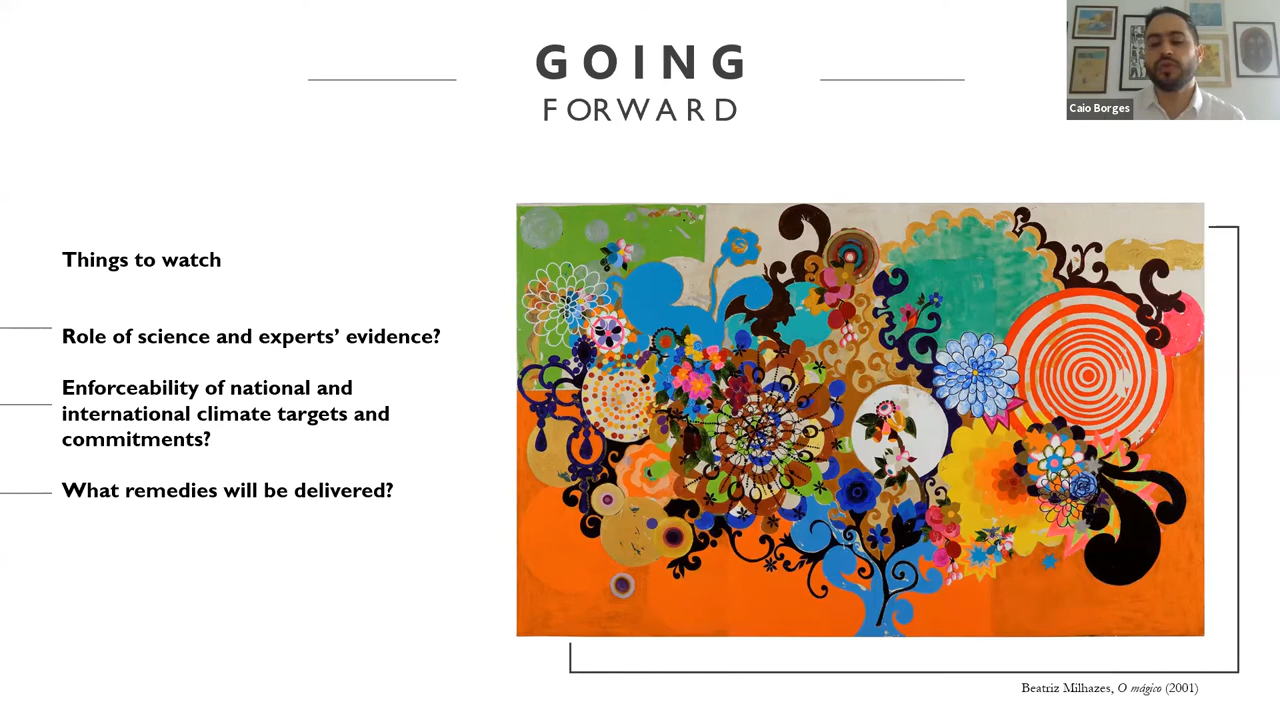 GOING
FORWARD
Caio Borges
Things to watch
Role of science and experts’ evidence?
Enforceability of national and
international climate targets and
commitments?
What remedies will be delivered?
Beatriz Milhazes, O mágico (2001)